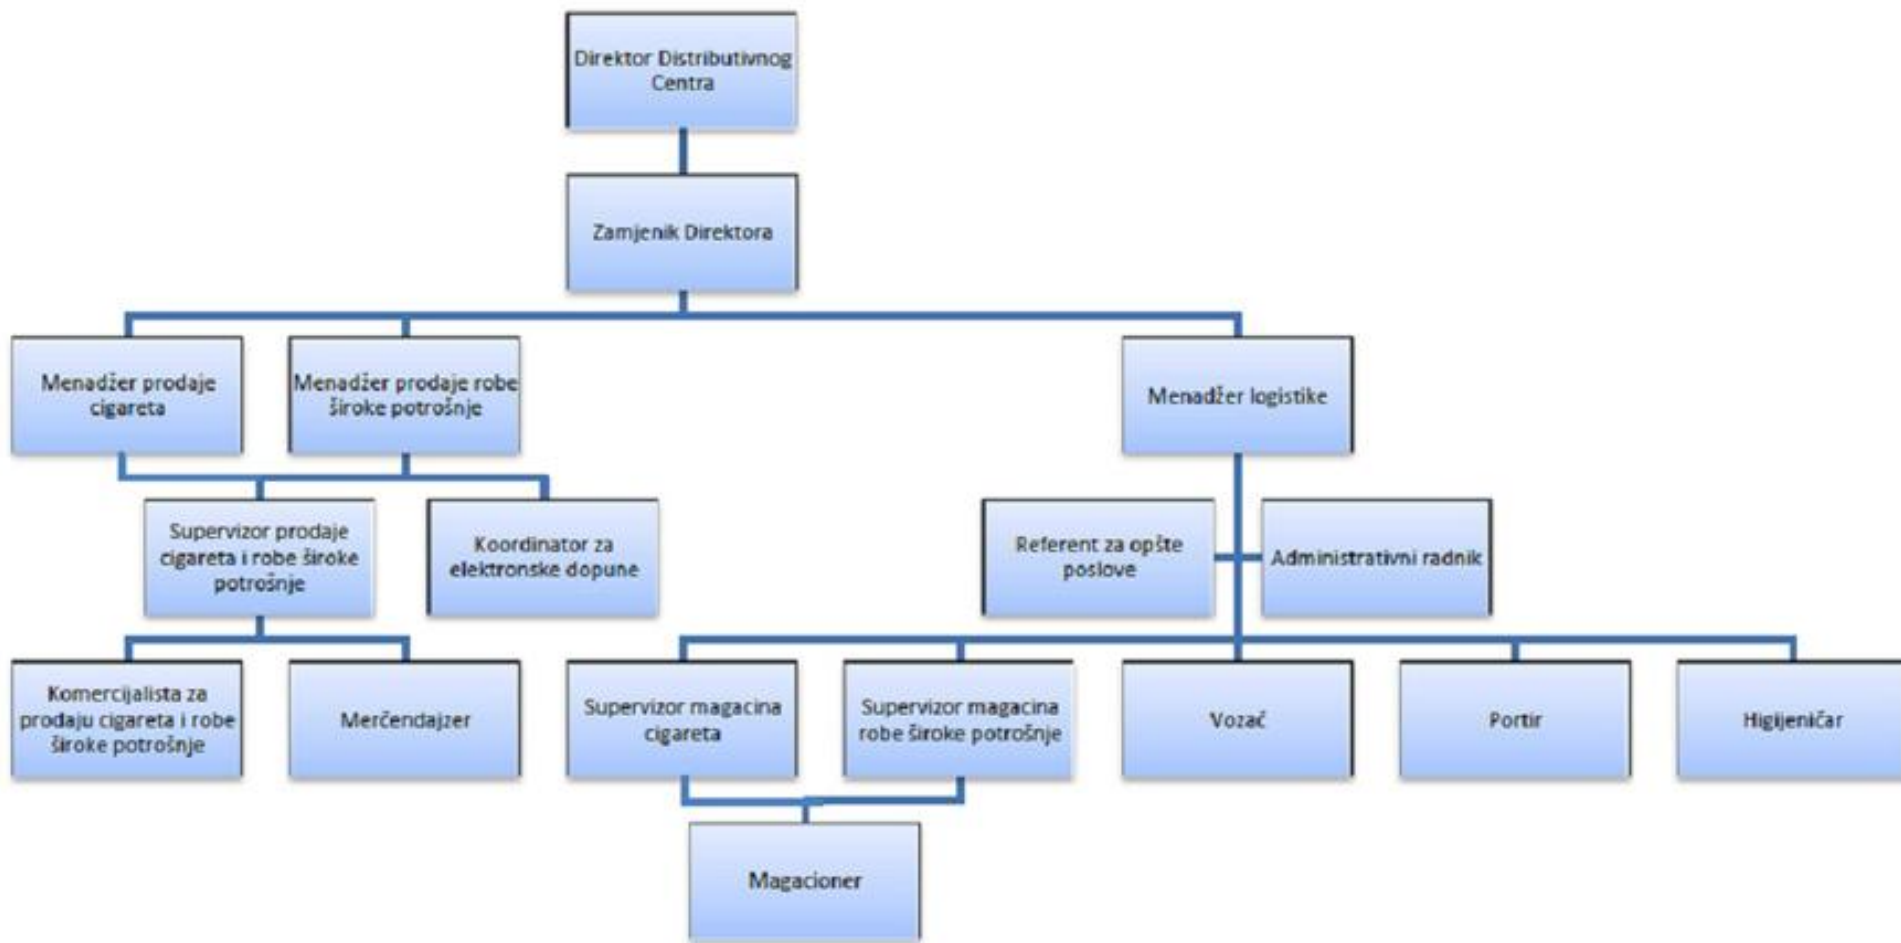 Direktor Distributivnog
Centra
Zamjenik Direktora
Menadžer prodaje
cigareta
Menadžer prodaje robe
široke potrošnje
Menadžer logistike
Supervizor prodaje
cigareta i robe široke
potrošnje
Koordinator za
elektronske dopune
Referent za opšte
poslove
Administrativni radnik
Komercijalista za
prodaju cigareta i robe
široke potrošnje
Merčendajzer
Supervizor magacina
cigareta
Supervizor magacina
robe široke potrošnje
Vozač
Portir
Higijeničar
Magacioner